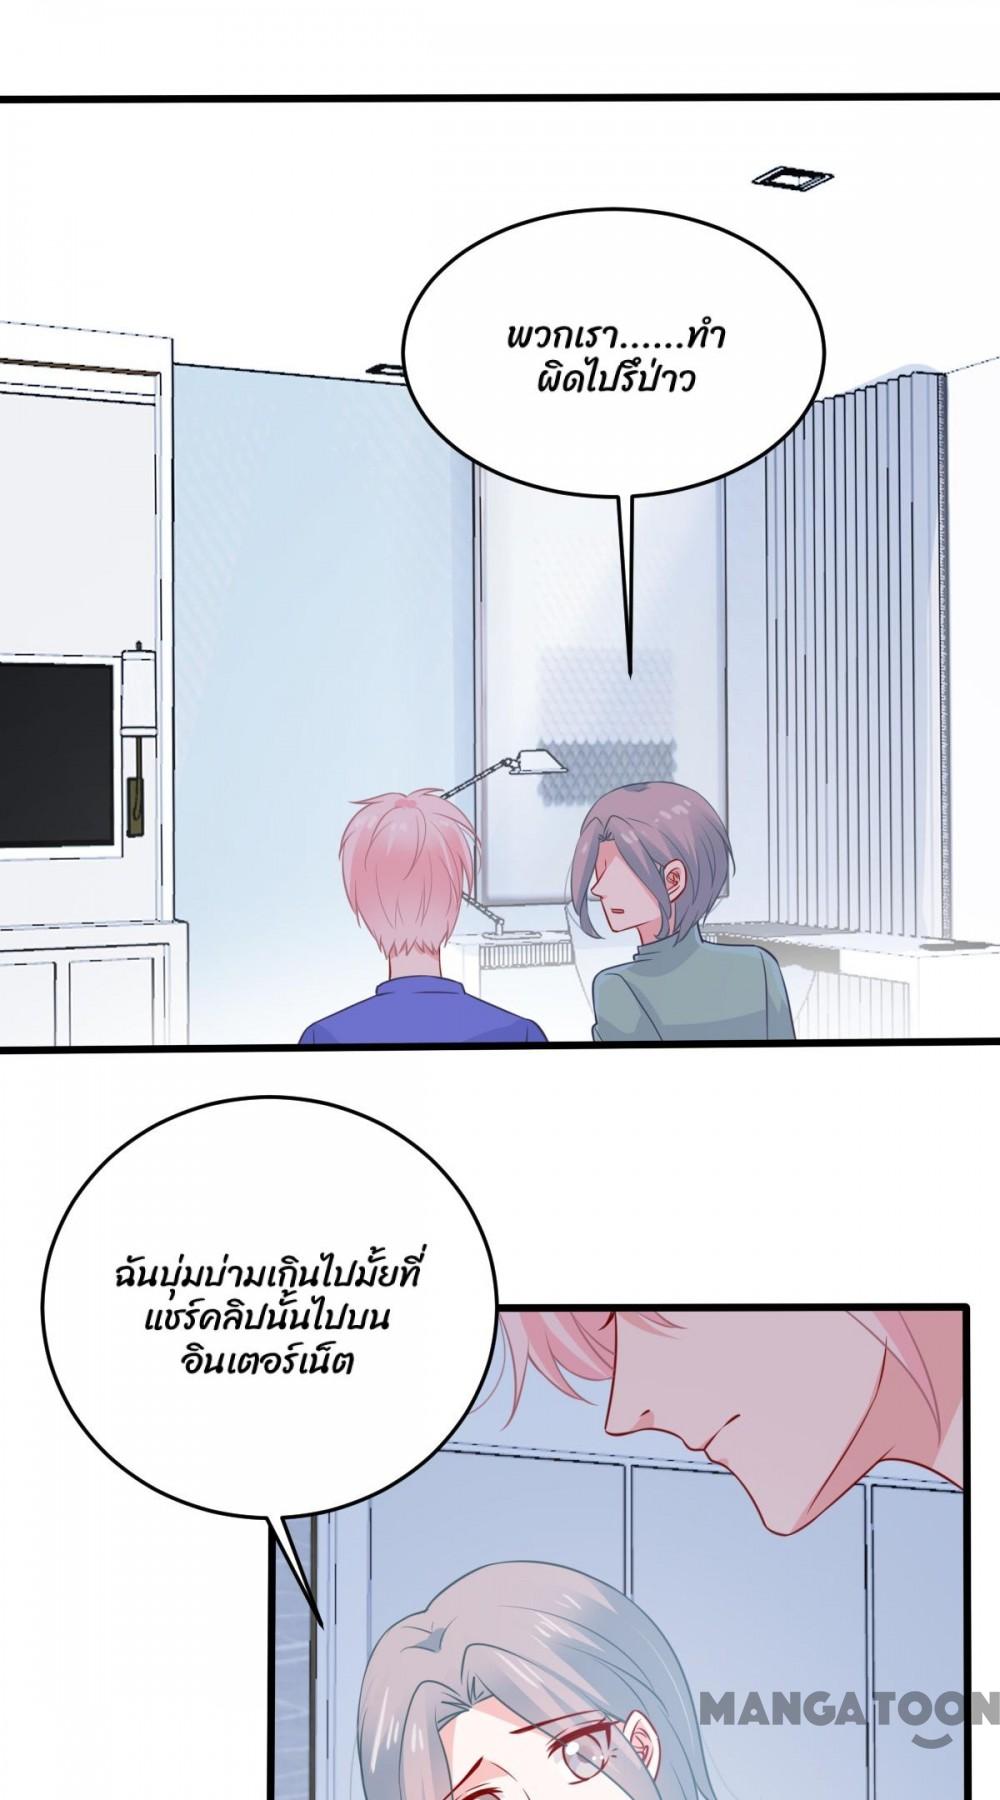 พวกเรา......ทำ
ผิดไปรึป่าว
ฉันบุ่มบ่ามเกินไปมั้ยที่
แชร์คลิปนั้นไปบน
อินเตอร์เน็ต
MANGATOON